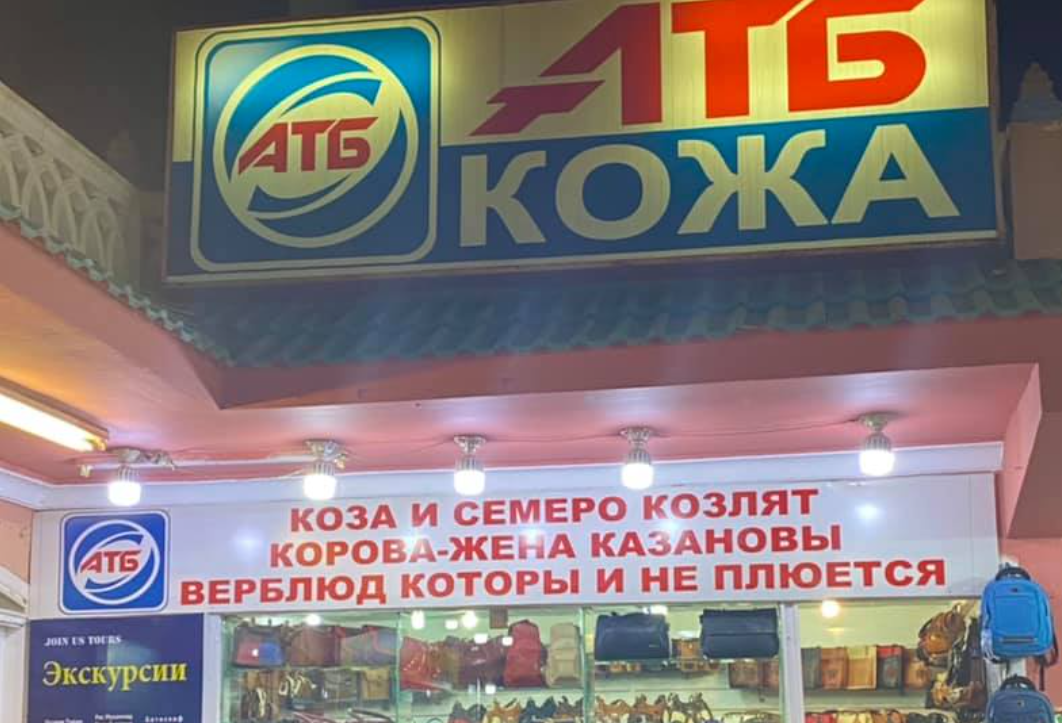 АТБ
АТБ
КОЖА
КОЗА И СЕМЕРО КОЗЛЯТ
КОРОВА-ЖЕНА КАЗАНОВЫ
ВЕРБЛЮД КОТОРЫ И НЕ ПЛЮЕТСЯ
АТБ
JOIN US TOURS
Экскурсии